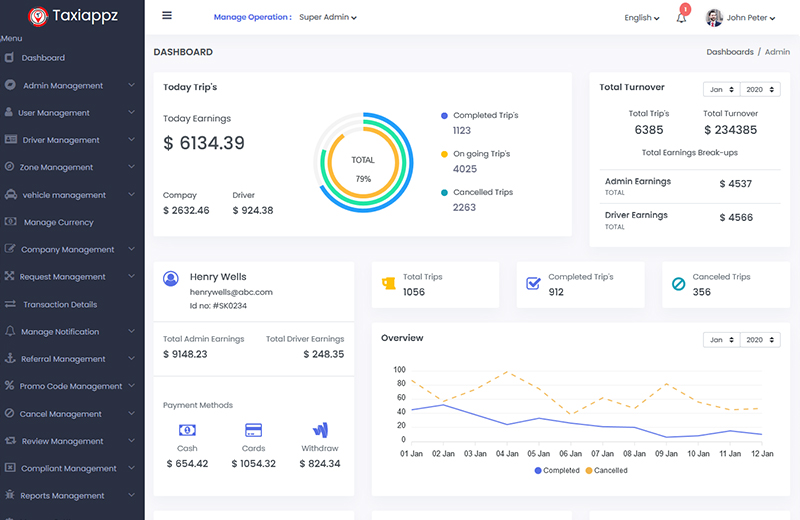 Taxiappz
Manage Operation : Super Admin
English
1
John Peter
Menu
Dashboard
Admin Management
User Management
Driver Management
Zone Management
vehicle management
Manage Currency
Company Management
Request Management
Transaction Details
Manage Notification
Referral Management
Promo Code Management
Cancel Management
Review Management
Compliant Management
Reports Management
DASHBOARD
Dashboards / Admin
Today Trip's
Today Earnings
$ 6134.39
Compay Driver
$ 2632.46 $ 924.38
TOTAL
79%
Completed Trip's
1123
On going Trip's
4025
Cancelled Trips
2263
Total Turnover
Jan 2020
Total Trip's Total Turnover
6385 $ 234385
Total Earnings Break-ups
Admin Earnings $ 4537
TOTAL
Driver Earnings $ 4566
TOTAL
Henry Wells
henrywells@abc.com
Id no: #SK0234
Total Admin Earnings Total Driver Earnings
$ 9148.23 $ 248.35
Payment Methods
Cash Cards Withdraw
$ 654.42 $ 1054.32 $ 824.34
Total Trips
1056
Completed Trip's
912
Canceled Trips
356
Overview
Jan 2020
100
80
60
40
20
0
01 Jan 02 Jan 03 Jan 04 Jan 05 Jan 06 Jan 07 Jan 08 Jan 09 Jan 10 Jan 11 Jan 12 Jan
Completed Cancelled